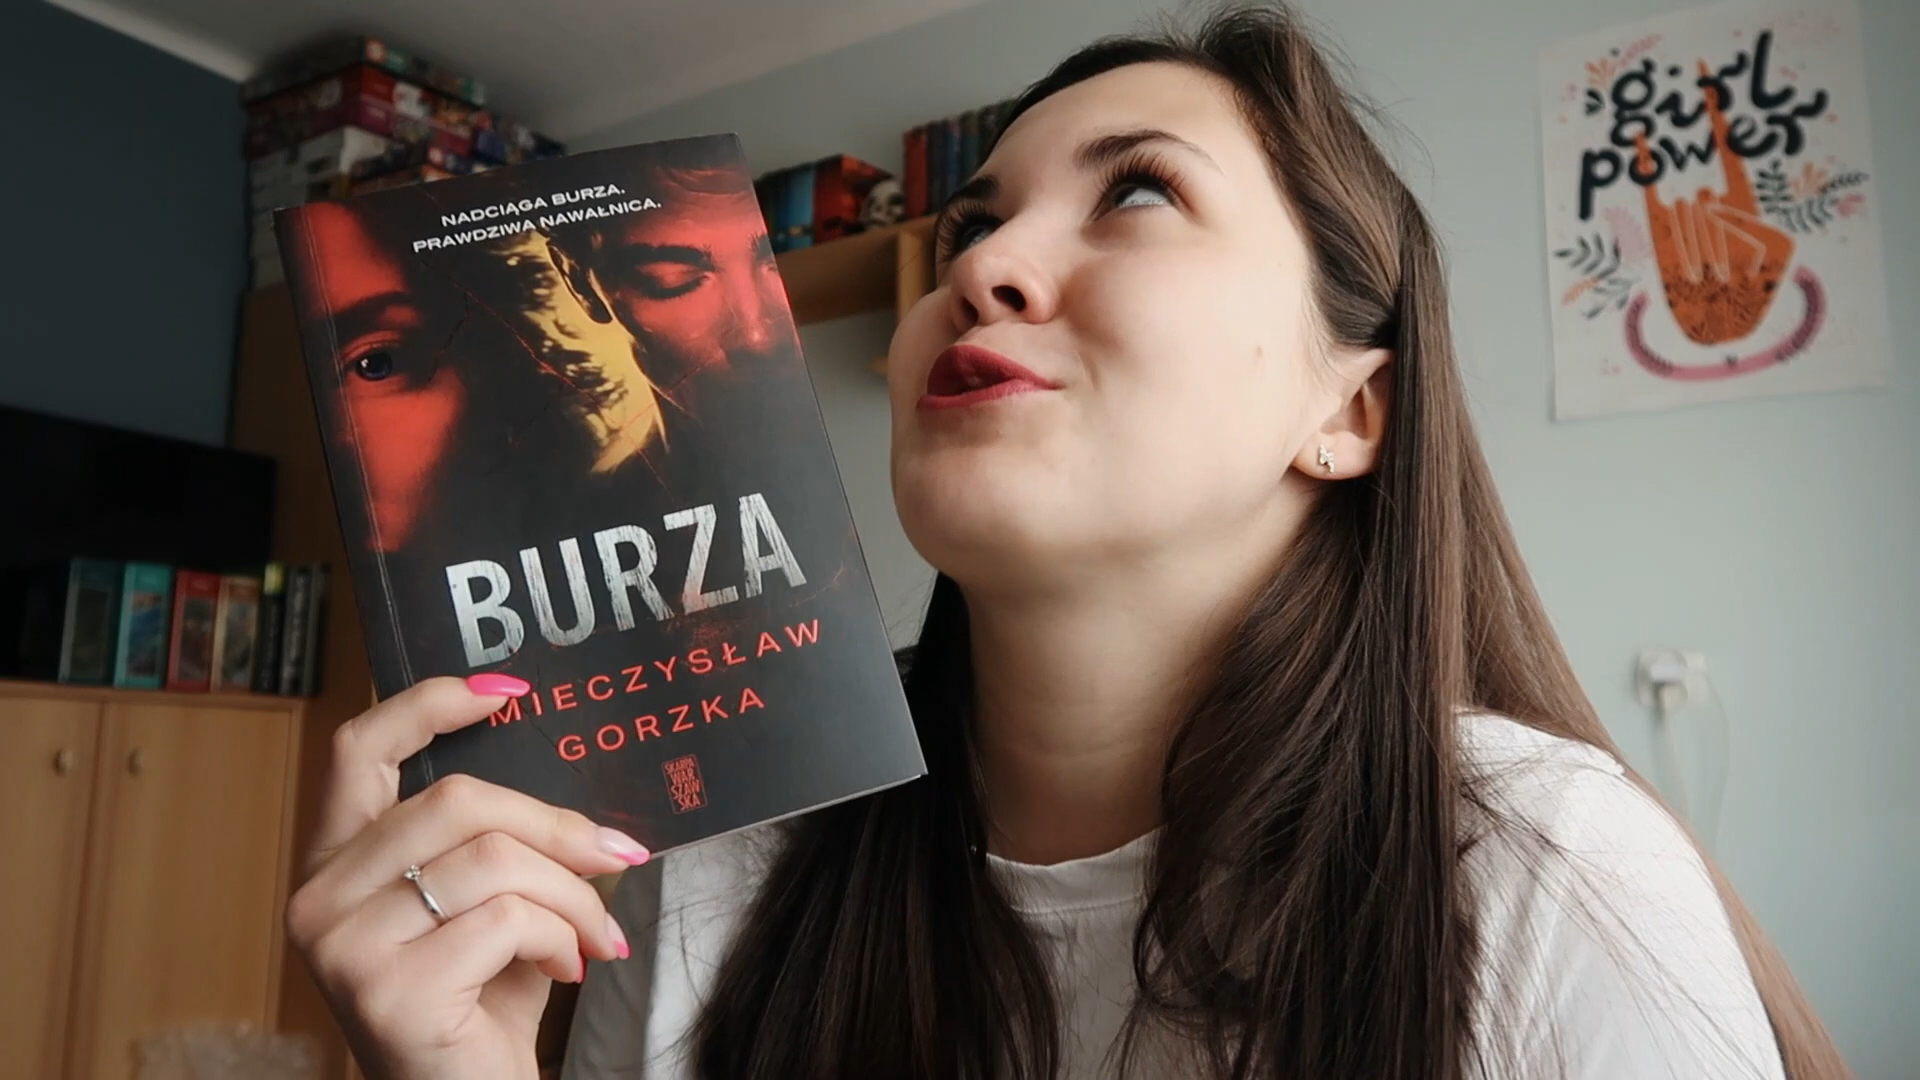 NADCIĄGA BURZA.
PRAWDZIWA NAWAŁNICA.
BURZA
MIECZYSŁAW
GORZKA
SKARPA
WAR
SZAW
SKA
girl
power